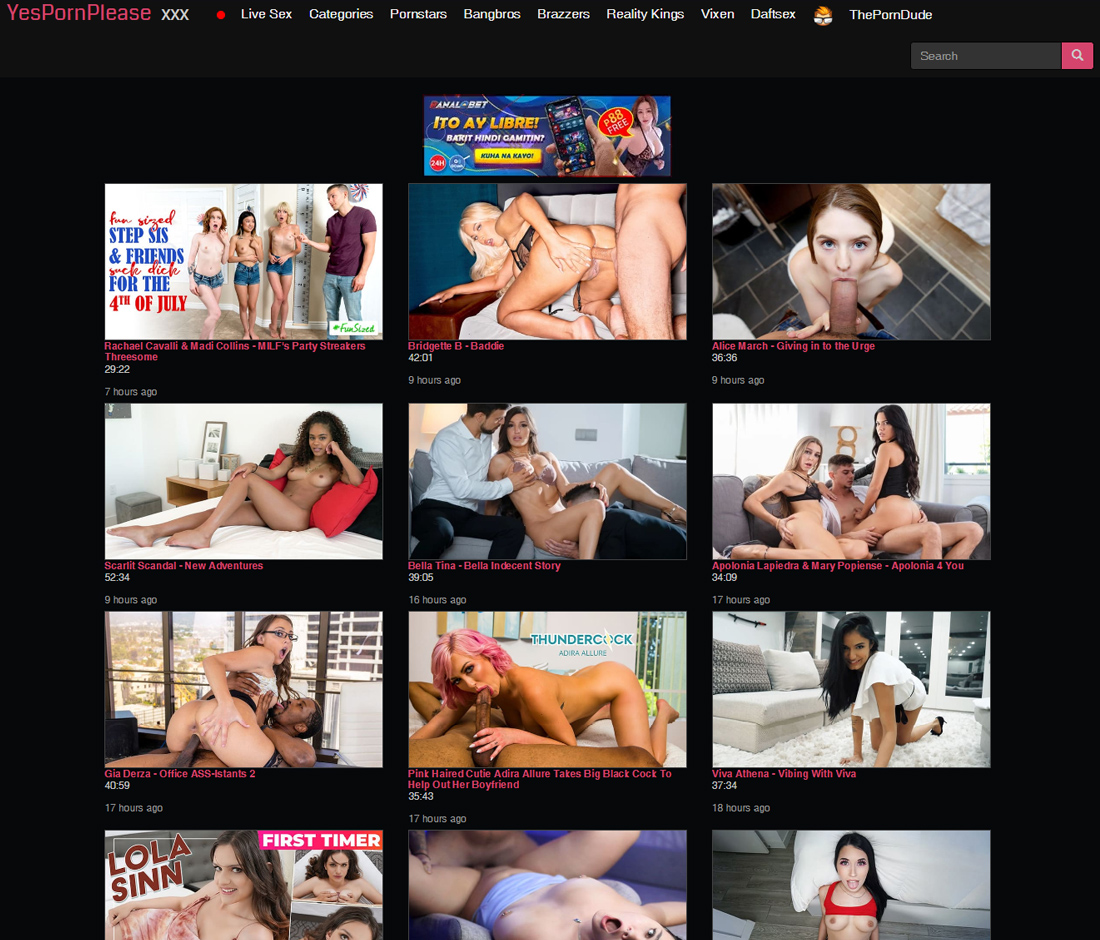 YesPornPlease XXX
Live Sex Categories Pornstars Bangbros Brazzers Reality Kings Vixen Daftsex ThePornDude
Search
ITO AY LIBRE!
BAKIT HINDI GAMITIN?
P88
FREE
KUHA NA KAYO!
24H
fun sized
STEP SIS
& FRIENDS
suck dick
FOR THE
4TH OF JULY
#FunSized
Rachael Cavalli & Madi Collins - MILF's Party Streakers
Threesome
29:22
7 hours ago
Bridgette B - Baddie
42:01
9 hours ago
Alice March - Giving in to the Urge
36:36
9 hours ago
Scarlit Scandal - New Adventures
52:34
9 hours ago
Bella Tina - Bella Indecent Story
39:05
16 hours ago
Apolonia Lapiedra & Mary Popiense - Apolonia 4 You
34:09
17 hours ago
Gia Derza - Office ASS-Istants 2
40:59
17 hours ago
THUNDERCOCK
ADIRA ALLURE
Pink Haired Cutie Adira Allure Takes Big Black Cock To
Help Out Her Boyfriend
35:43
17 hours ago
Viva Athena - Vibing With Viva
37:34
18 hours ago
LOLA
SINN
FIRST TIMER